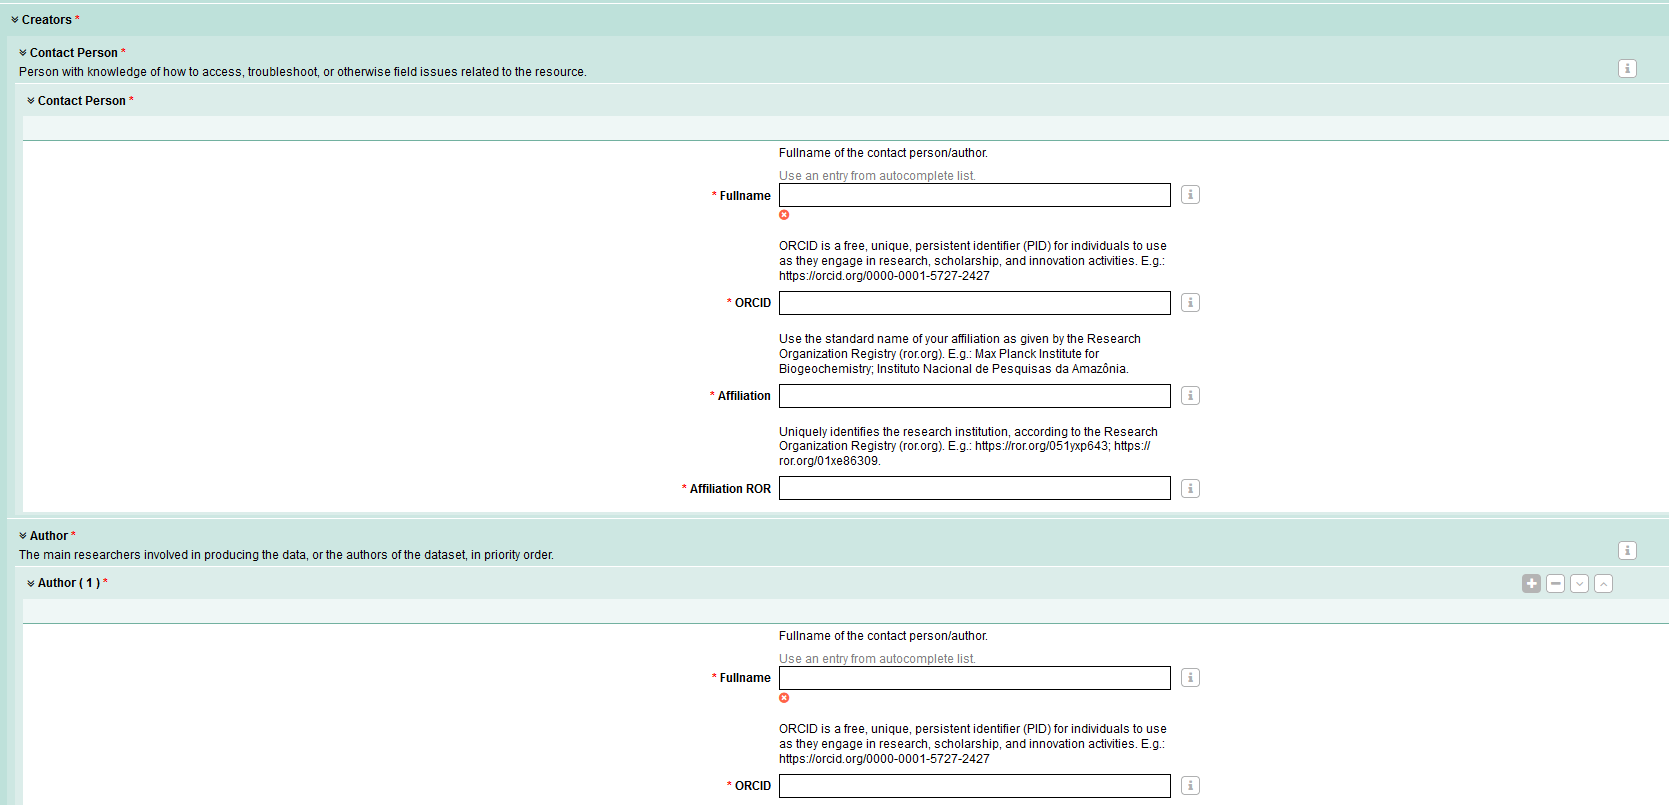 Creators *
Contact Person *
Person with knowledge of how to access, troubleshoot, or otherwise field issues related to the resource.
Contact Person *
Fullname of the contact person/author.
Use an entry from autocomplete list.
* Fullname
ORCID is a free, unique, persistent identifier (PID) for individuals to use
as they engage in research, scholarship, and innovation activities. E.g.:
https://orcid.org/0000-0001-5727-2427
* ORCID
Use the standard name of your affiliation as given by the Research
Organization Registry (ror.org). E.g.: Max Planck Institute for
Biogeochemistry; Instituto Nacional de Pesquisas da Amazônia.
* Affiliation
Uniquely identifies the research institution, according to the Research
Organization Registry (ror.org). E.g.: https://ror.org/051yxp643; https://
ror.org/01xe86309.
* Affiliation ROR
Author *
The main researchers involved in producing the data, or the authors of the dataset, in priority order.
Author ( 1 ) *
Fullname of the contact person/author.
Use an entry from autocomplete list.
* Fullname
ORCID is a free, unique, persistent identifier (PID) for individuals to use
as they engage in research, scholarship, and innovation activities. E.g.:
https://orcid.org/0000-0001-5727-2427
* ORCID